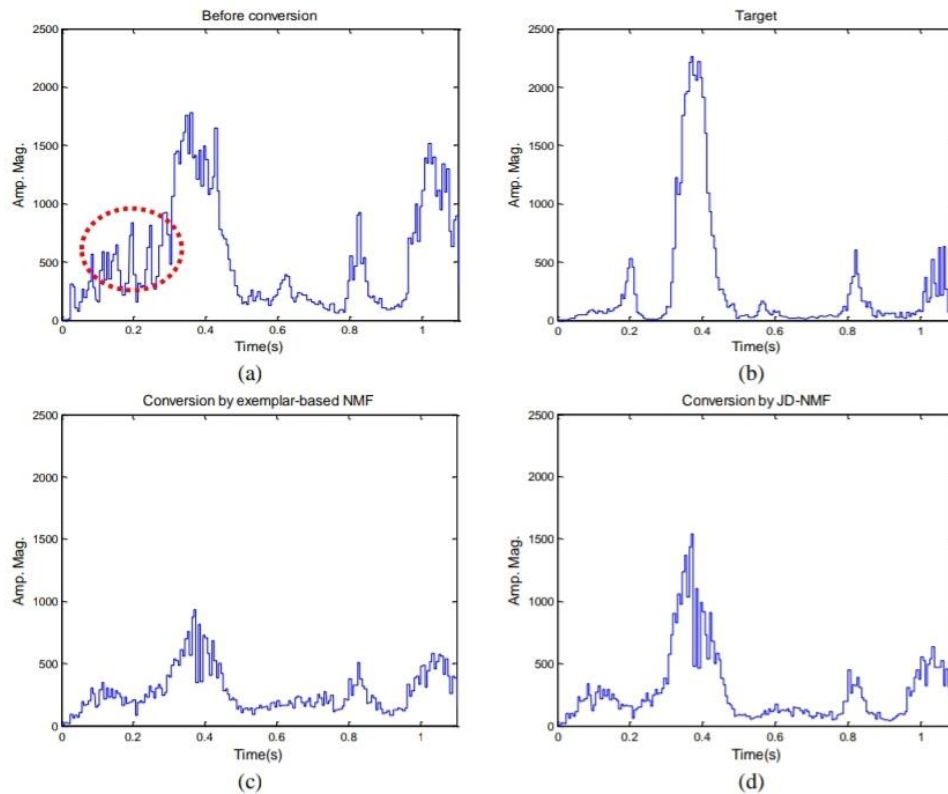 Before conversion
2500
2000
1500
1000
500
0
Amp. Mag.
0 0.2 0.4 0.6 0.8 1
Time(s)
(a)
Target
2500
2000
1500
1000
500
0
Amp. Mag.
0 0.2 0.4 0.6 0.8 1
Time(s)
(b)
Conversion by exemplar-based NMF
2500
2000
1500
1000
500
0
Amp. Mag.
0 0.2 0.4 0.6 0.8 1
Time(s)
(c)
Conversion by JD-NMF
2500
2000
1500
1000
500
0
Amp. Mag.
0 0.2 0.4 0.6 0.8 1
Time(s)
(d)